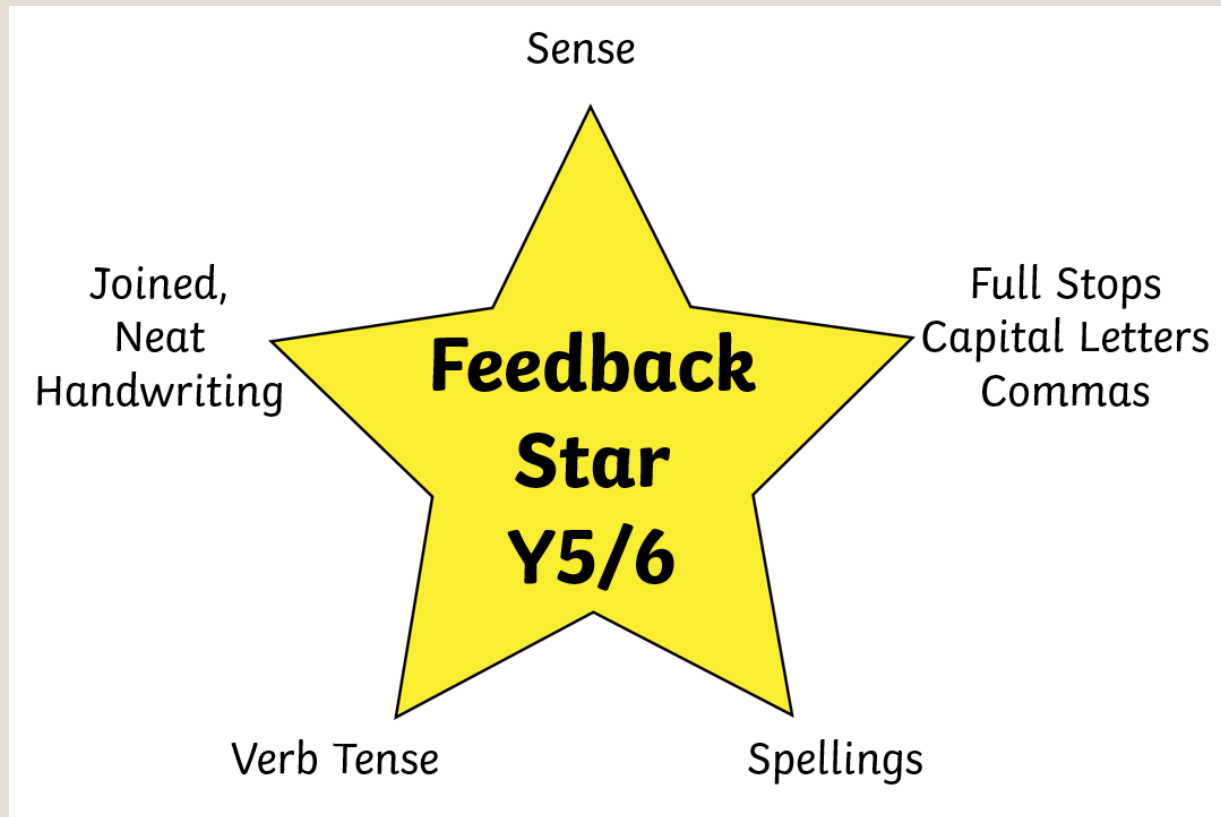 Sense
Joined,
Neat
Handwriting
Full Stops
Capital Letters
Commas
Feedback
Star
Y5/6
Verb Tense
Spellings